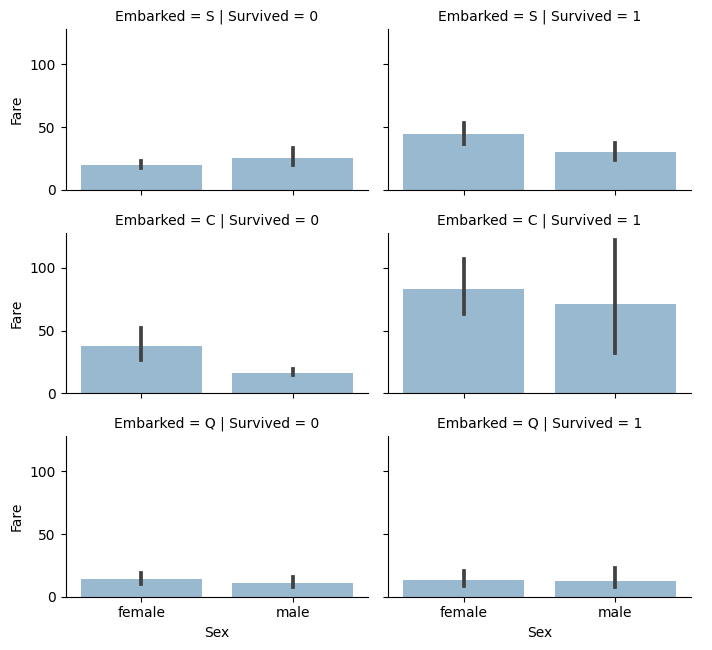 Embarked = S | Survived = 0
Embarked = S | Survived = 1
100
50
0
Fare
Embarked = C | Survived = 0
Embarked = C | Survived = 1
100
50
0
Fare
Embarked = Q | Survived = 0
Embarked = Q | Survived = 1
100
50
0
Fare
female male
female male
Sex
Sex